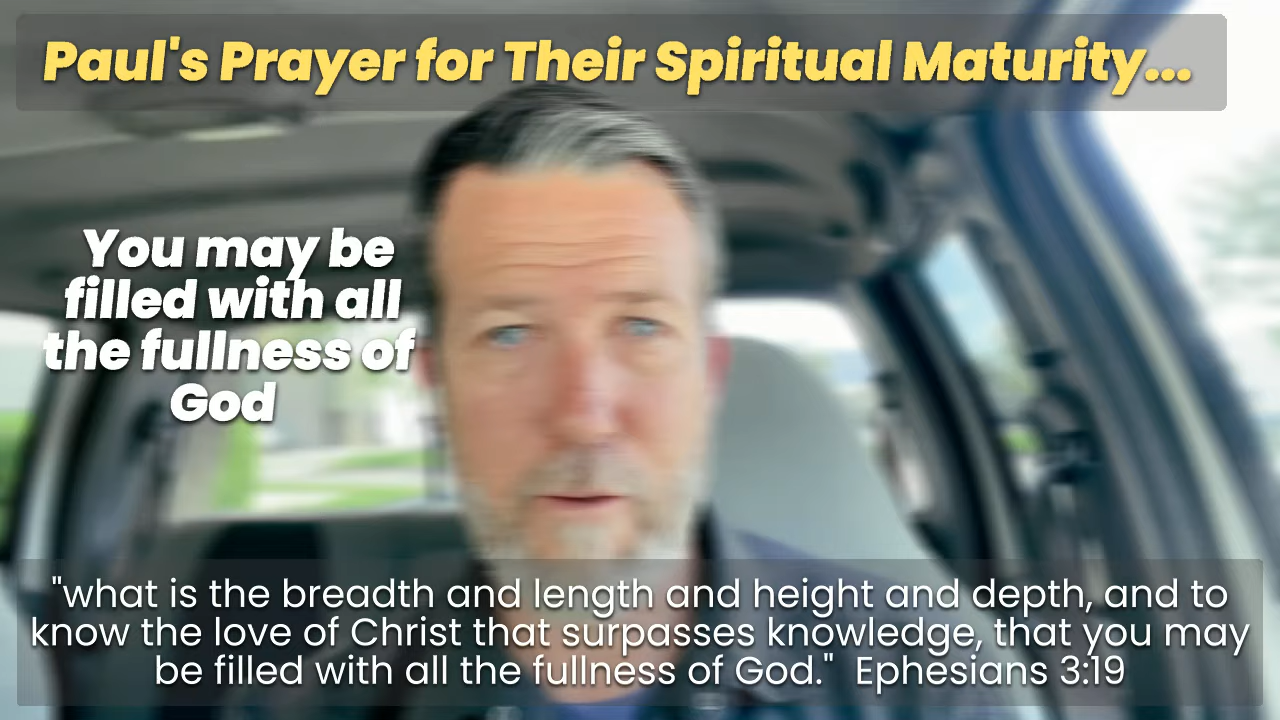 Paul's Prayer for Their Spiritual Maturity...
You may be
filled with all
the fullness of
God
"what is the breadth and length and height and depth, and to
know the love of Christ that surpasses knowledge, that you may
be filled with all the fullness of God."  Ephesians 3:19